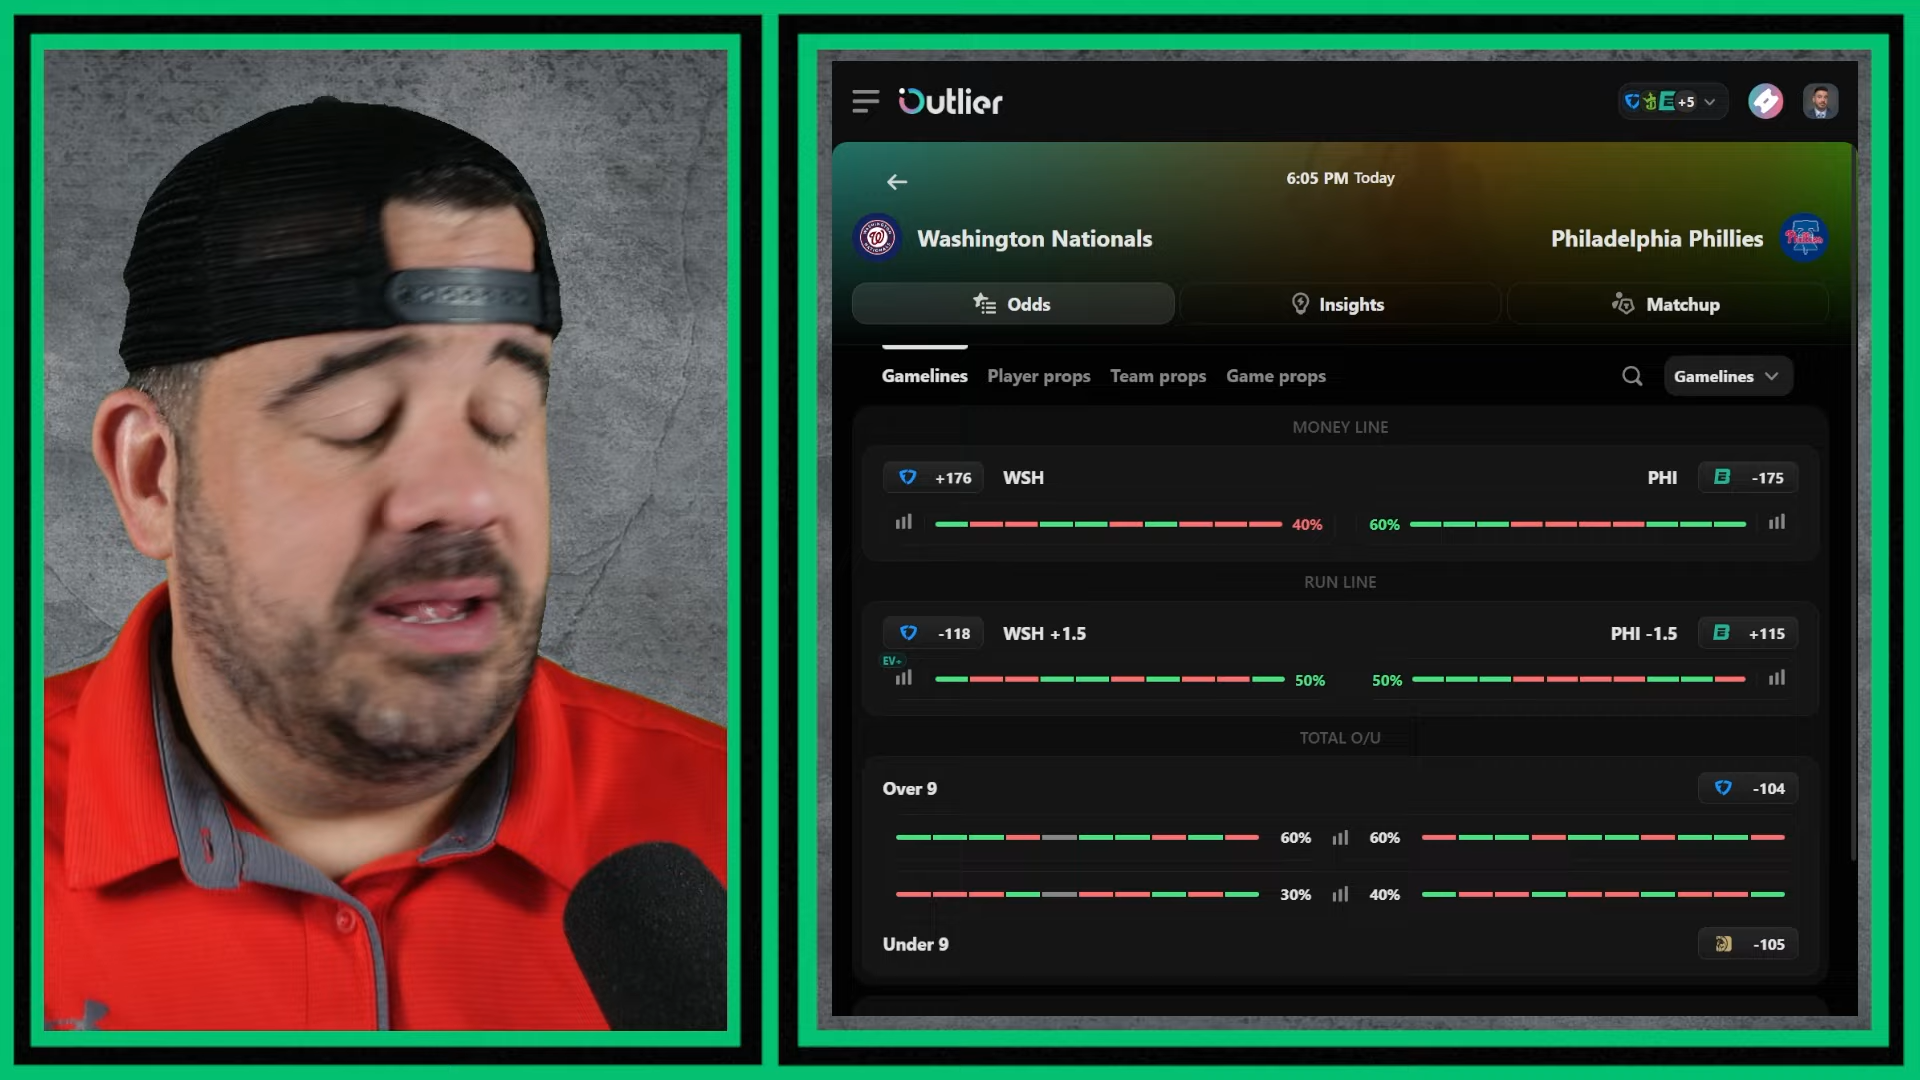 Outlier
+5
6:05 PM Today
Washington Nationals
Philadelphia Phillies
Odds
Insights
Matchup
Gamelines
Player props
Team props
Game props
Gamelines
MONEY LINE
+176 WSH
PHI -175
40%
60%
RUN LINE
-118 WSH +1.5
PHI -1.5 +115
EV+
50%
50%
TOTAL O/U
Over 9
-104
60%
60%
30%
40%
Under 9
-105